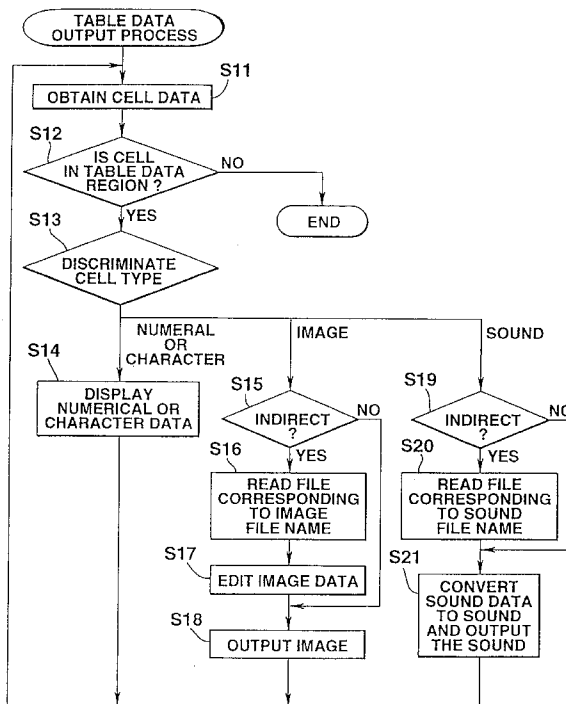 TABLE DATA
OUTPUT PROCESS
S11
OBTAIN CELL DATA
S12
IS CELL
IN TABLE DATA
REGION ?
NO
END
YES
S13
DISCRIMINATE
CELL TYPE
NUMERAL
OR
CHARACTER
IMAGE
SOUND
S14
DISPLAY
NUMERICAL OR
CHARACTER DATA
S15
INDIRECT
?
NO
YES
S16
READ FILE
CORRESPONDING
TO IMAGE
FILE NAME
S17
EDIT IMAGE DATA
S18
OUTPUT IMAGE
S19
INDIRECT
?
NO
YES
S20
READ FILE
CORRESPONDING
TO SOUND
FILE NAME
S21
CONVERT
SOUND DATA
TO SOUND
AND OUTPUT
THE SOUND